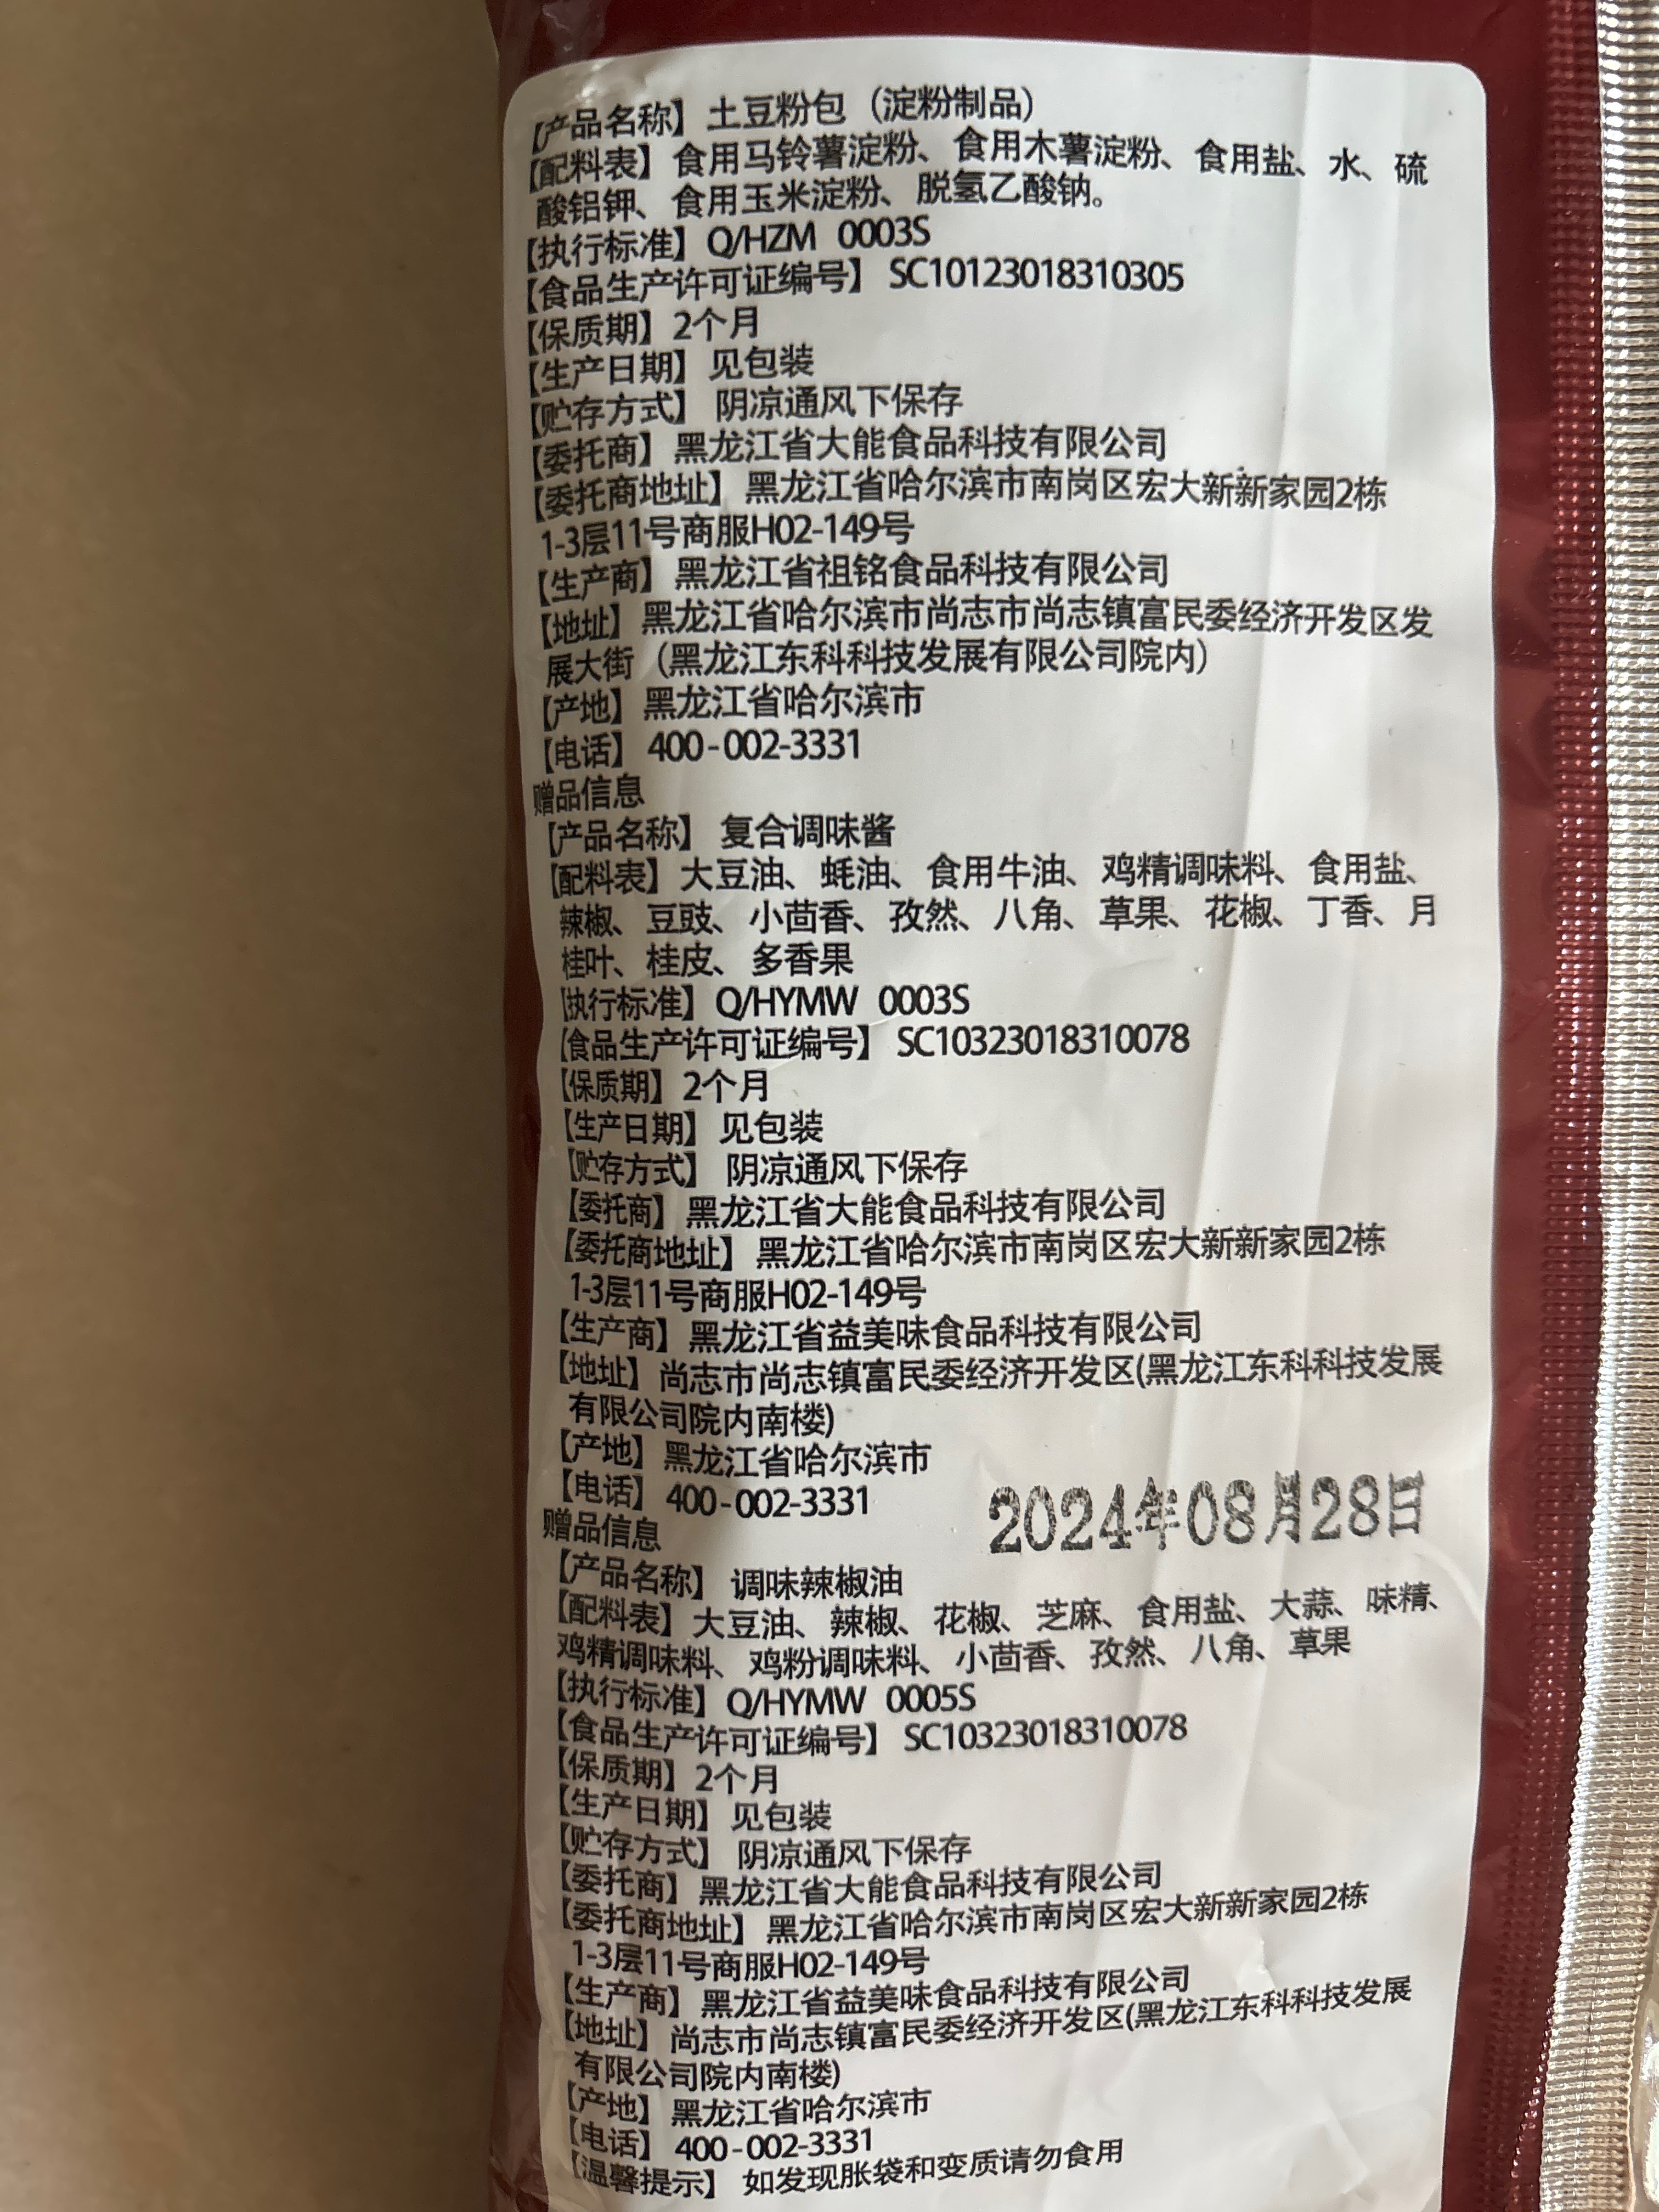 【产品名称】土豆粉包（淀粉制品）
【配料表】食用马铃薯淀粉、食用木薯淀粉、食用盐、水、硫
酸铝钾、食用玉米淀粉、脱氢乙酸钠。
【执行标准】Q/HZM 0003S
【食品生产许可证编号】 SC10123018310305
【保质期】2个月
【生产日期】见包装
【贮存方式】 阴凉通风下保存
【委托商】黑龙江省大能食品科技有限公司
【委托商地址】黑龙江省哈尔滨市南岗区宏大新新家园2栋
1-3层11号商服H02-149号
【生产商】黑龙江省祖铭食品科技有限公司
【地址】黑龙江省哈尔滨市尚志市尚志镇富民委经济开发区发
展大街（黑龙江东科科技发展有限公司院内）
【产地】黑龙江省哈尔滨市
【电话】400-002-3331
赠品信息
【产品名称】 复合调味酱
【配料表】大豆油、蚝油、食用牛油、鸡精调味料、食用盐、
辣椒、豆豉、小茴香、孜然、八角、草果、花椒、丁香、月
桂叶、桂皮、多香果
【执行标准】Q/HYMW 0003S
【食品生产许可证编号】 SC10323018310078
【保质期】2个月
【生产日期】见包装
【贮存方式】 阴凉通风下保存
【委托商】黑龙江省大能食品科技有限公司
【委托商地址】黑龙江省哈尔滨市南岗区宏大新新家园2栋
1-3层11号商服H02-149号
【生产商】黑龙江省益美味食品科技有限公司
【地址】尚志市尚志镇富民委经济开发区(黑龙江东科科技发展
有限公司院内南楼)
【产地】黑龙江省哈尔滨市
【电话】400-002-3331
2024年08月28日
赠品信息
【产品名称】 调味辣椒油
【配料表】大豆油、辣椒、花椒、芝麻、食用盐、大蒜、味精、
鸡精调味料、鸡粉调味料、小茴香、孜然、八角、草果
【执行标准】Q/HYMW 0005S
【食品生产许可证编号】 SC10323018310078
【保质期】2个月
【生产日期】见包装
【贮存方式】 阴凉通风下保存
【委托商】黑龙江省大能食品科技有限公司
【委托商地址】黑龙江省哈尔滨市南岗区宏大新新家园2栋
1-3层11号商服H02-149号
【生产商】黑龙江省益美味食品科技有限公司
【地址】尚志市尚志镇富民委经济开发区(黑龙江东科科技发展
有限公司院内南楼)
【产地】黑龙江省哈尔滨市
【电话】400-002-3331
【温馨提示】 如发现胀袋和变质请勿食用